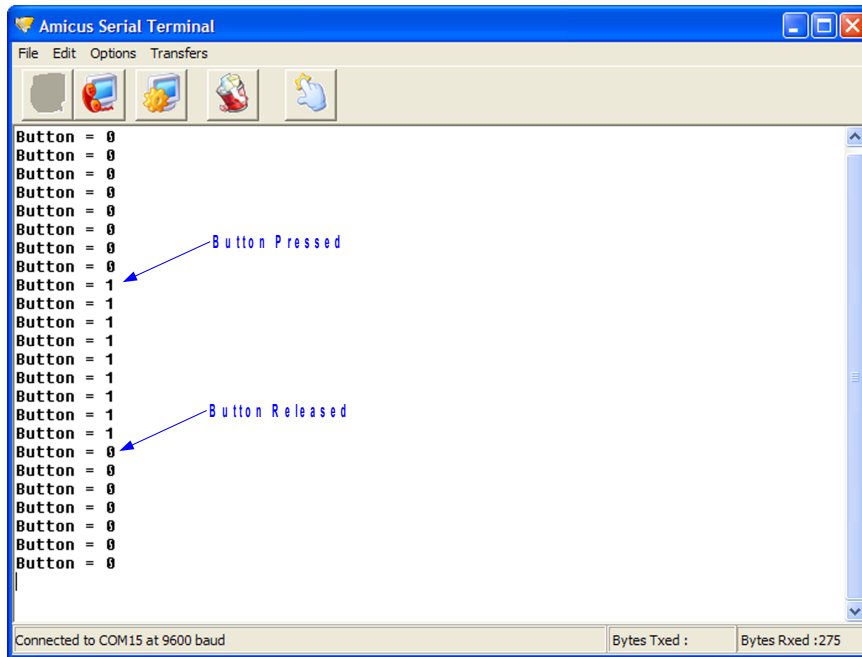 Amicus Serial Terminal
File Edit Options Transfers
Button = 0
Button = 0
Button = 0
Button = 0
Button = 0
Button = 0
Button = 0
Button Pressed
Button = 0
Button = 1
Button = 1
Button = 1
Button = 1
Button = 1
Button = 1
Button = 1
Button = 1
Button Released
Button = 1
Button = 0
Button = 0
Button = 0
Button = 0
Button = 0
Button = 0
Button = 0
Connected to COM15 at 9600 baud
Bytes Txed :
Bytes Rxed :275